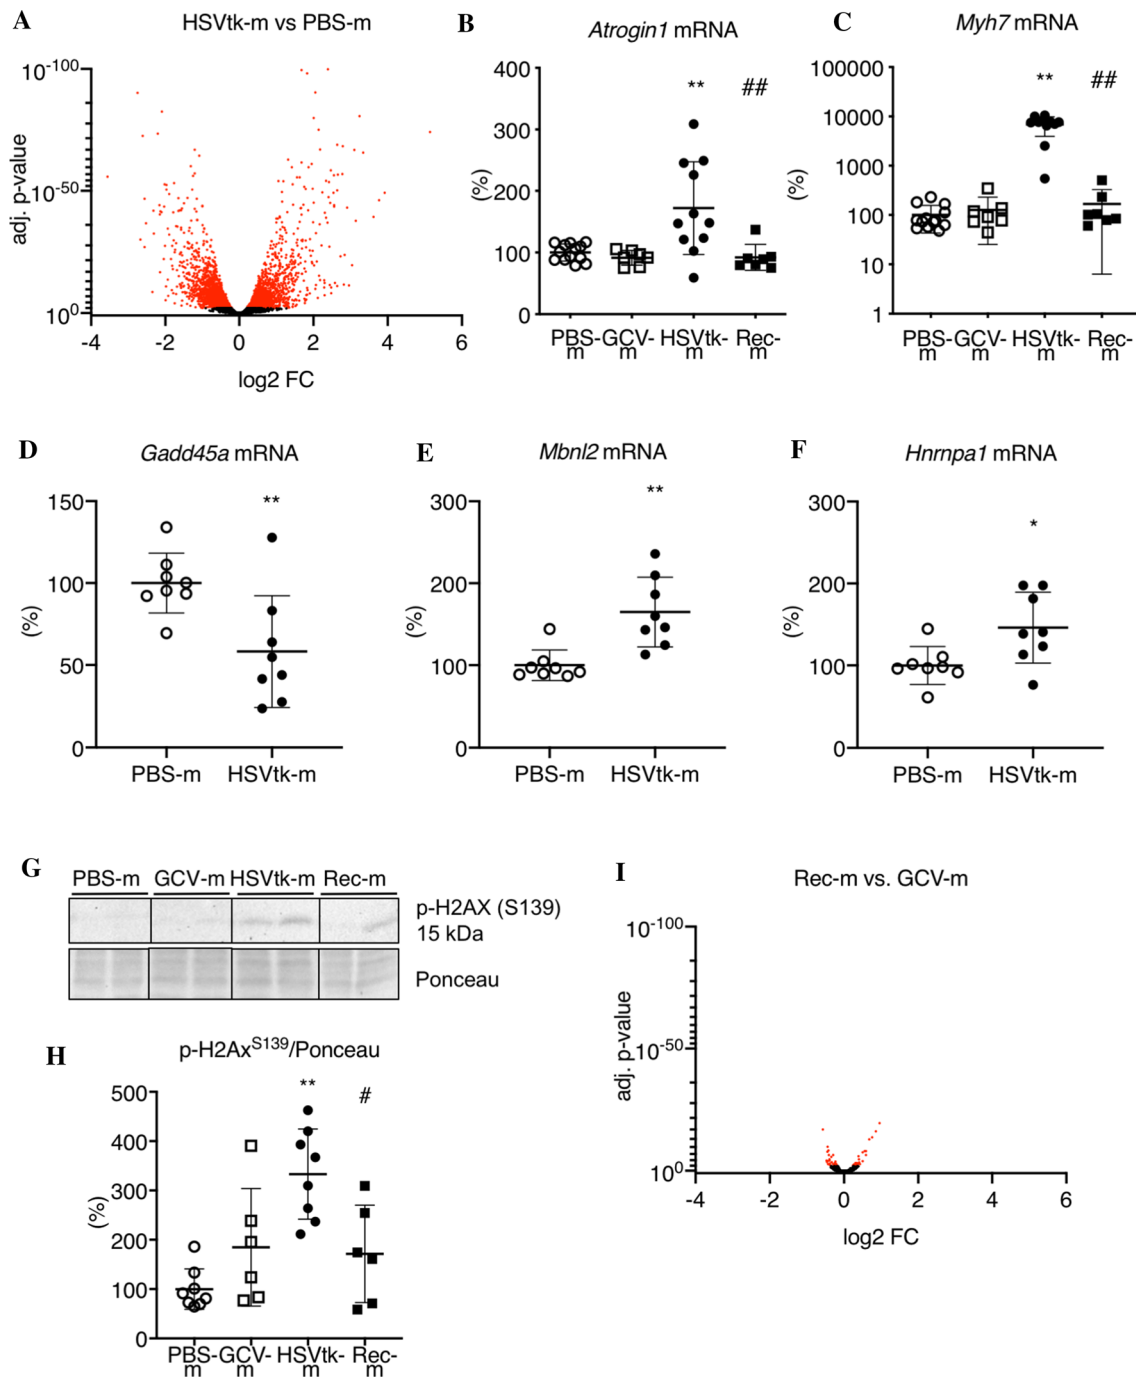 A
HSVtk-m vs PBS-m
10-100
10-50
100
adj. p-value
-4 -2 0 2 4 6
log2 FC
B
Atrogin1 mRNA
400
300
200
100
0
(%)
** ##
PBS-m GCV-m HSVtk-m Rec-m
C
Myh7 mRNA
100000
10000
1000
100
10
1
(%)
** ##
PBS-m GCV-m HSVtk-m Rec-m
D
Gadd45a mRNA
150
100
50
0
(%)
**
PBS-m HSVtk-m
E
Mbnl2 mRNA
300
200
100
0
(%)
**
PBS-m HSVtk-m
F
Hnrnpa1 mRNA
300
200
100
0
(%)
*
PBS-m HSVtk-m
G
PBS-m GCV-m HSVtk-m Rec-m
p-H2AX (S139)
15 kDa
Ponceau
H
p-H2AxS139/Ponceau
500
400
300
200
100
0
(%)
** #
PBS-m GCV-m HSVtk-m Rec-m
I
Rec-m vs. GCV-m
10-100
10-50
100
adj. p-value
-4 -2 0 2 4 6
log2 FC